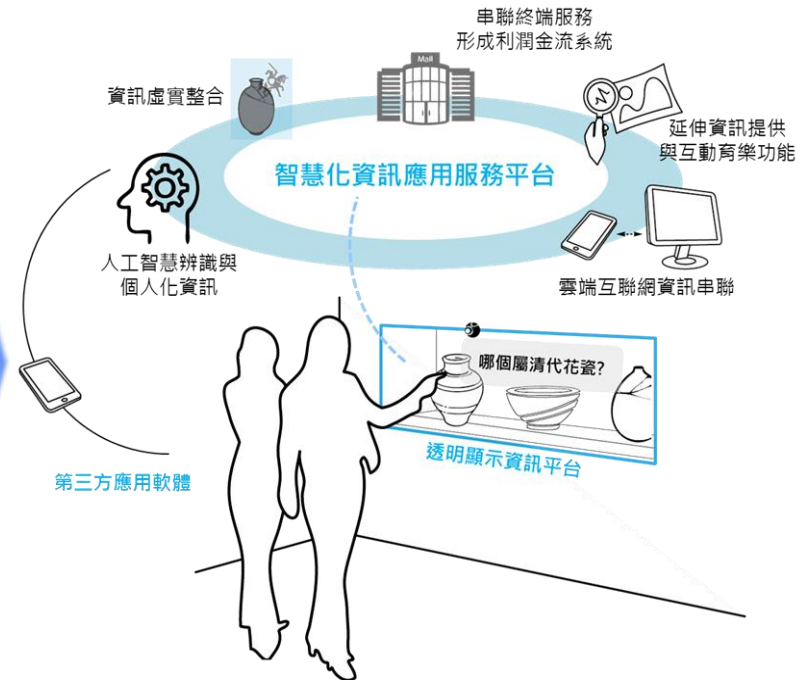 串聯終端服務
形成利潤金流系統
Mall
資訊虛實整合
延伸資訊提供
與互動育樂功能
智慧化資訊應用服務平台
人工智慧辨識與
個人化資訊
雲端互聯網資訊串聯
哪個屬清代花瓷?
透明顯示資訊平台
第三方應用軟體